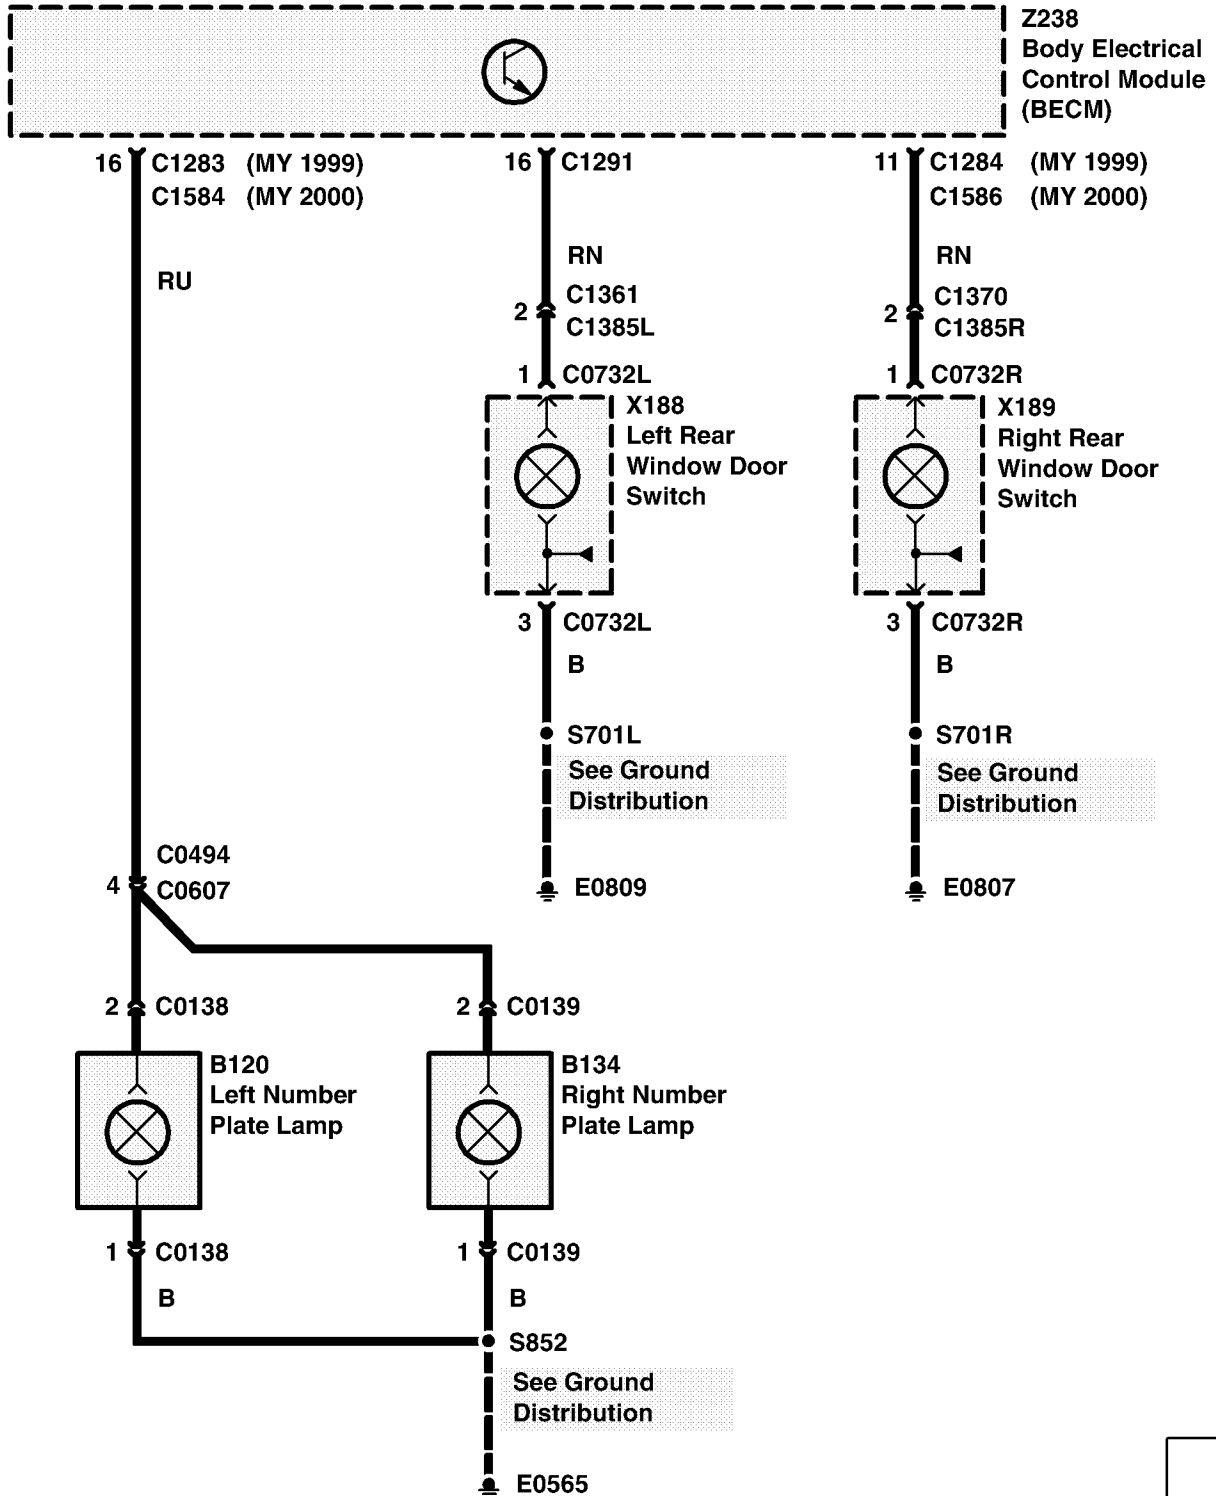 Z238
Body Electrical
Control Module
(BECM)
16 C1283 (MY 1999)
C1584 (MY 2000)
16 C1291
11 C1284 (MY 1999)
C1586 (MY 2000)
RU
RN
RN
2 C1361
C1385L
2 C1370
C1385R
1 C0732L
1 C0732R
X188
Left Rear
Window Door
Switch
X189
Right Rear
Window Door
Switch
3 C0732L
3 C0732R
B
B
S701L
S701R
See Ground
Distribution
See Ground
Distribution
E0809
E0807
C0494
4 C0607
2 C0138
2 C0139
B120
Left Number
Plate Lamp
B134
Right Number
Plate Lamp
1 C0138
1 C0139
B
B
S852
See Ground
Distribution
E0565